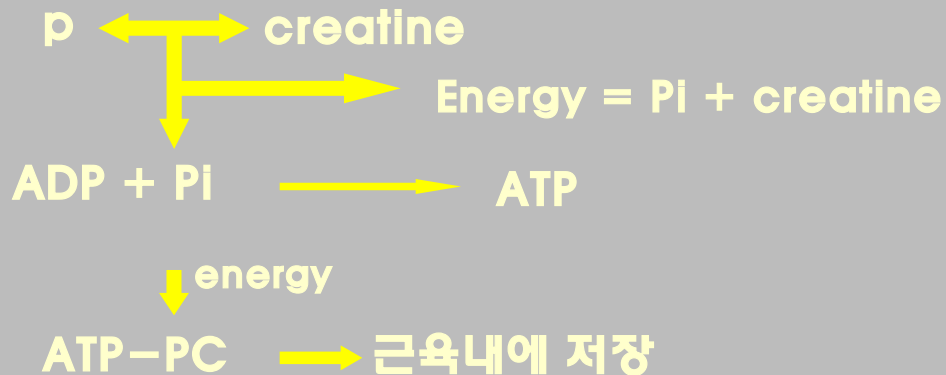 p creatine
Energy = Pi + creatine
ADP + Pi ATP
energy
ATP-PC 근육내에 저장